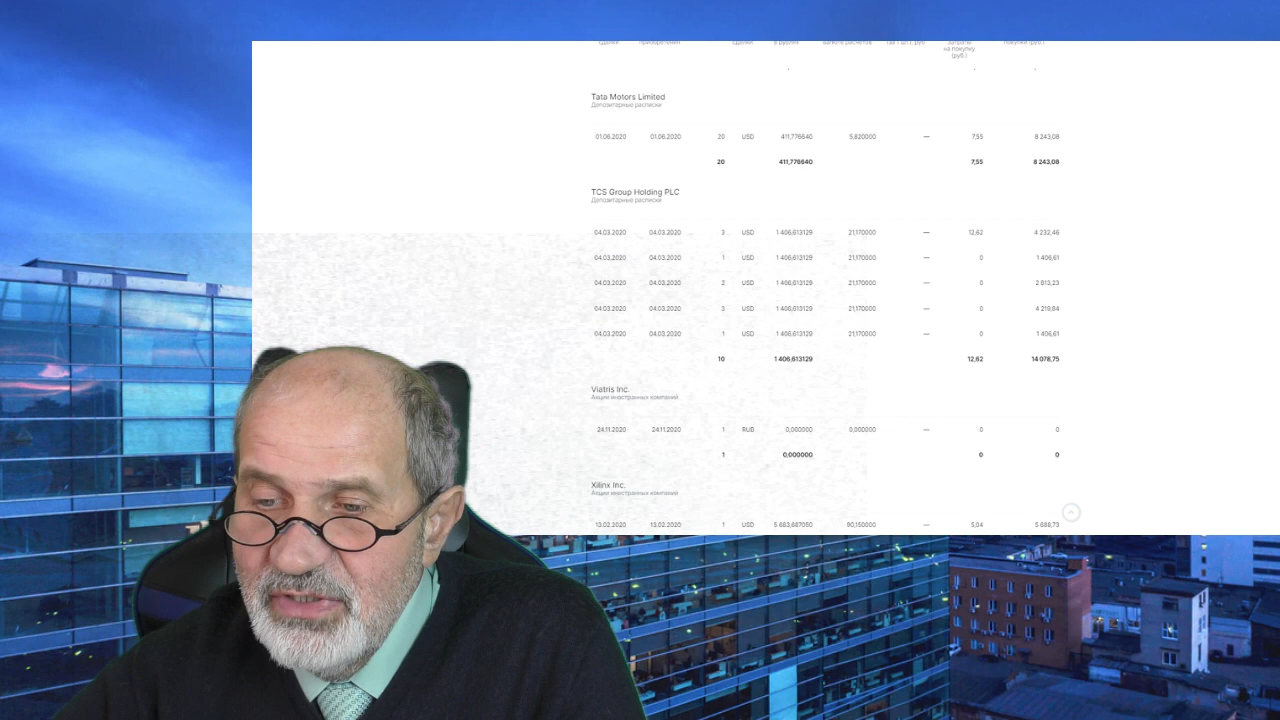 на покупку
(руб.)
Tata Motors Limited
Депозитарные расписки
01.06.2020 01.06.2020 20 USD 411,776640 5,820000 — 7,55 8 243,08
20 411,776640 7,55 8 243,08
TCS Group Holding PLC
Депозитарные расписки
04.03.2020 04.03.2020 3 USD 1 406,613129 21,170000 — 12,62 4 232,46
04.03.2020 04.03.2020 1 USD 1 406,613129 21,170000 — 0 1 406,61
04.03.2020 04.03.2020 2 USD 1 406,613129 21,170000 — 0 2 813,23
04.03.2020 04.03.2020 3 USD 1 406,613129 21,170000 — 0 4 219,84
04.03.2020 04.03.2020 1 USD 1 406,613129 21,170000 — 0 1 406,61
10 1 406,613129 12,62 14 078,75
Viatris Inc.
Акции иностранных компаний
24.11.2020 24.11.2020 1 RUB 0,000000 0,000000 — 0 0
1 0,000000 0 0
Xilinx Inc.
Акции иностранных компаний
13.02.2020 13.02.2020 1 USD 5 683,687050 90,150000 — 5,04 5 688,73